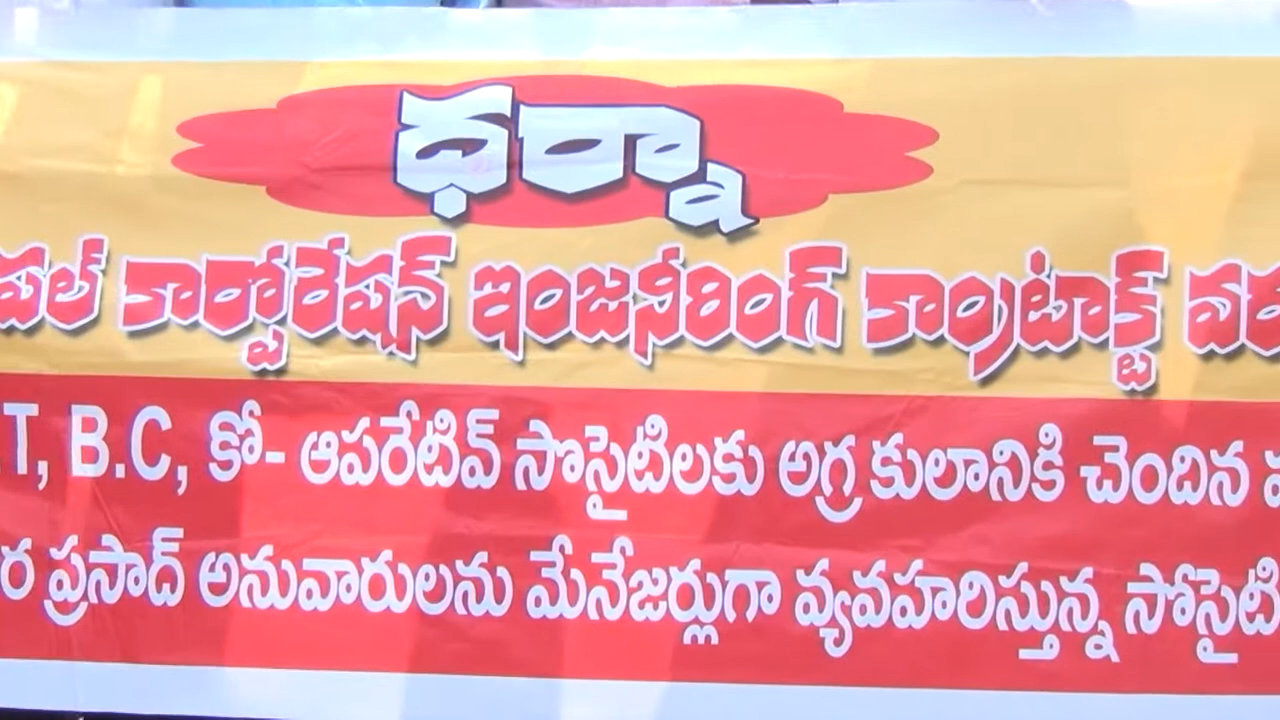 ధర్నా
కార్పోరేషన్ ఇంజనీరింగ్ కాంట్రాక్ట్
B.C, కో- ఆపరేటివ్ సొసైటిలకు అగ్ర కులానికి చెందిన
ప్రసాద్ అనువారులను మేనేజర్లుగా వ్యవహరిస్తున్న